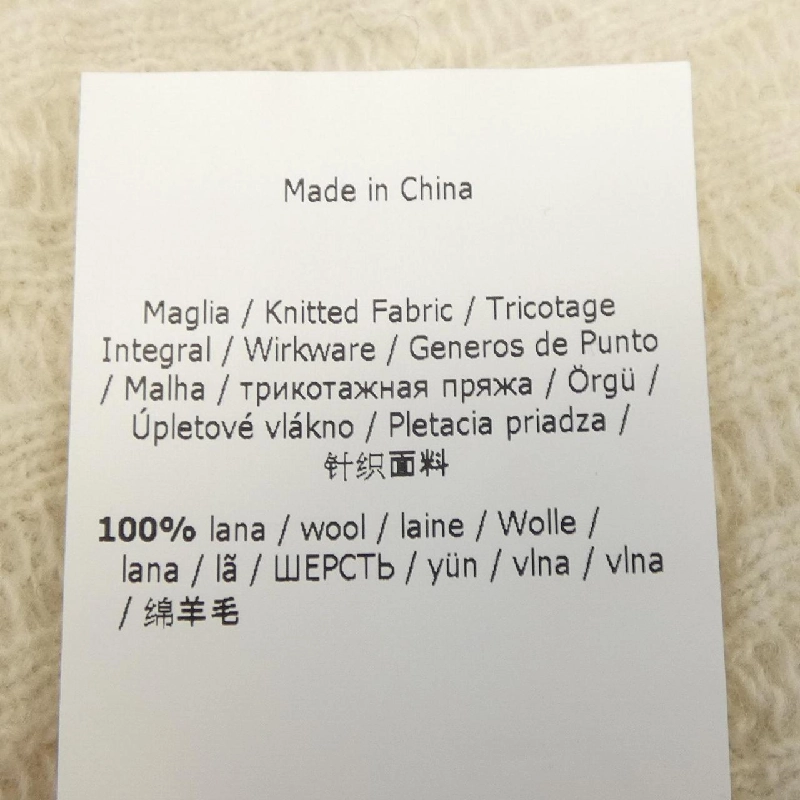 Made in China
Maglia / Knitted Fabric / Tricotage
Integral / Wirkware / Generos de Punto
/ Malha / трикотажная пряжа / Örgü /
Úpletové vlákno / Pletacia priadza /
针织面料
100% lana / wool / laine / Wolle /
lana / lã / ШЕРСТЬ / yün / vlna / vlna
/ 绵羊毛